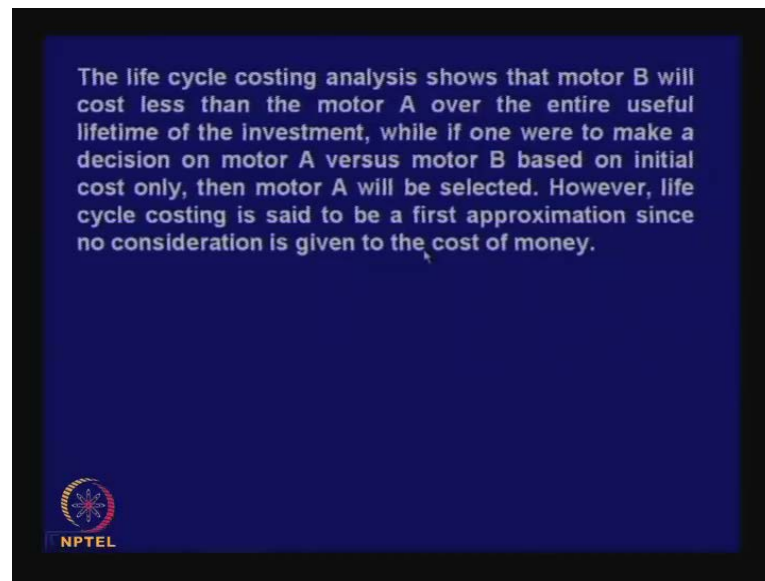 The life cycle costing analysis shows that motor B will
cost less than the motor A over the entire useful
lifetime of the investment, while if one were to make a
decision on motor A versus motor B based on initial
cost only, then motor A will be selected. However, life
cycle costing is said to be a first approximation since
no consideration is given to the cost of money.
NPTEL